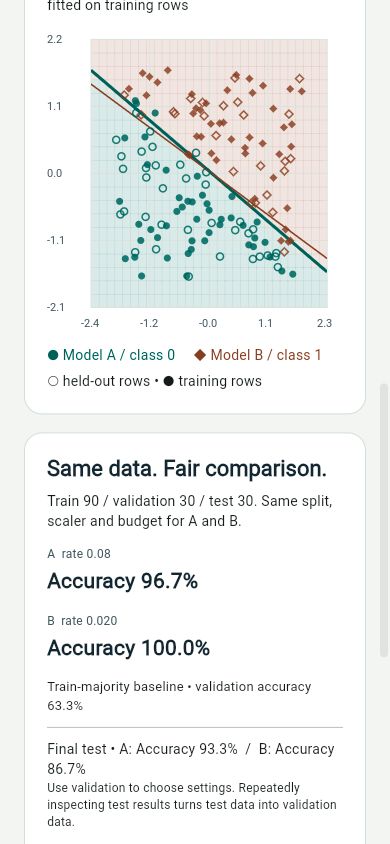 fitted on training rows
2.2
1.1
0.0
-1.1
-2.1
-2.4 -1.2 -0.0 1.1 2.3
Model A / class 0 Model B / class 1
held-out rows • training rows
Same data. Fair comparison.
Train 90 / validation 30 / test 30. Same split,
scaler and budget for A and B.
A rate 0.08
Accuracy 96.7%
B rate 0.020
Accuracy 100.0%
Train-majority baseline • validation accuracy
63.3%
Final test • A: Accuracy 93.3% / B: Accuracy
86.7%
Use validation to choose settings. Repeatedly
inspecting test results turns test data into validation
data.